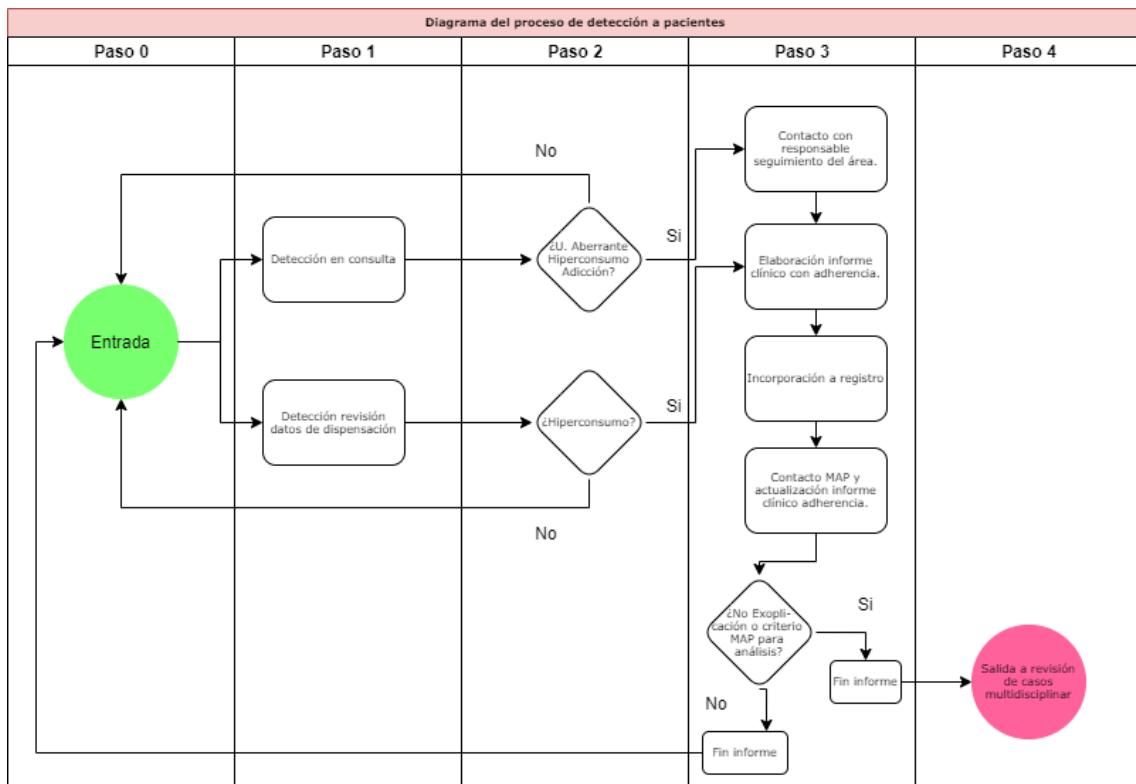 Diagrama del proceso de detección a pacientes
Paso 0
Paso 1
Paso 2
Paso 3
Paso 4
Entrada
Detección en consulta
Detección revisión
datos de dispensación
No
¿U. Aberrante
Hiperconsumo
Adicción?
Si
¿Hiperconsumo?
Si
No
Contacto con
responsable
seguimiento del área.
Elaboración informe
clínico con adherencia.
Incorporación a registro
Contacto MAP y
actualización informe
clínico adherencia.
¿No Exopli-
cación o criterio
MAP para
análisis?
Si
Fin informe
No
Fin informe
Salida a revisión
de casos
multidisciplinar